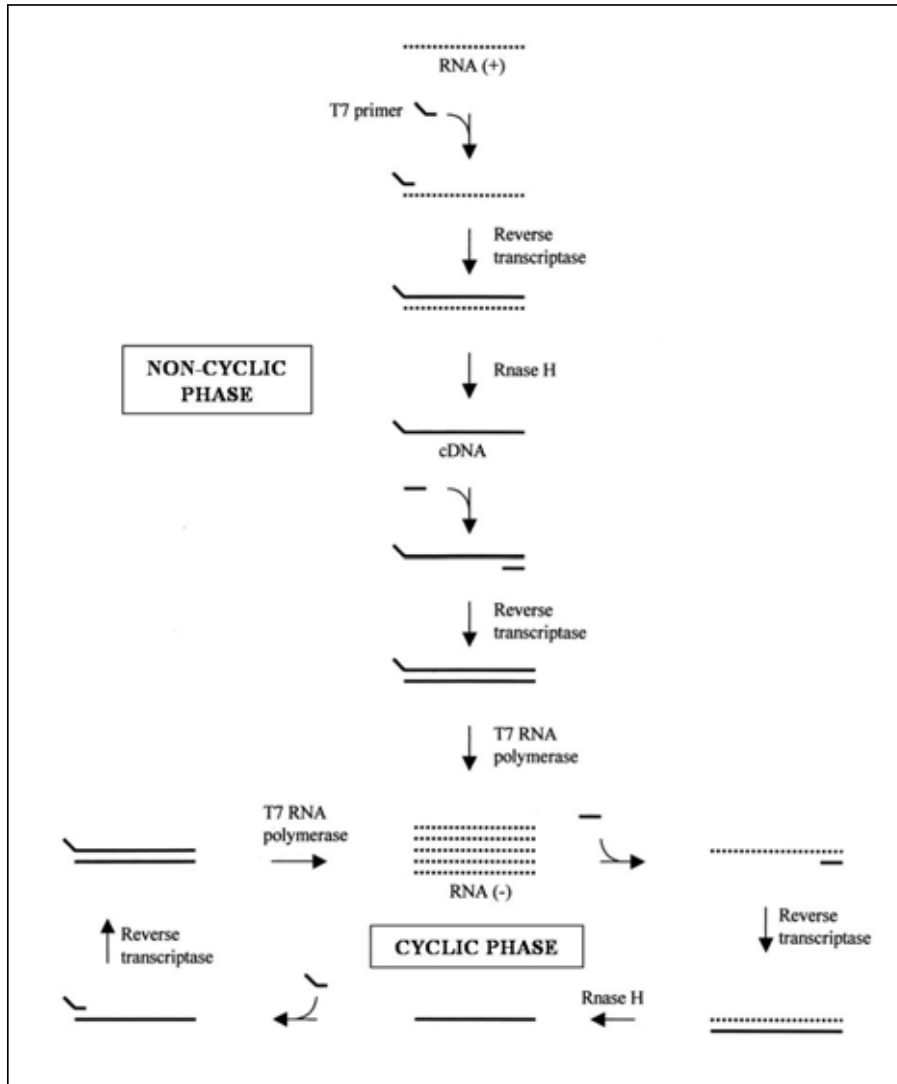 RNA (+)
T7 primer
Reverse
transcriptase
NON-CYCLIC
PHASE
Rnase H
cDNA
Reverse
transcriptase
T7 RNA
polymerase
T7 RNA
polymerase
RNA (-)
Reverse
transcriptase
CYCLIC PHASE
Reverse
transcriptase
Rnase H